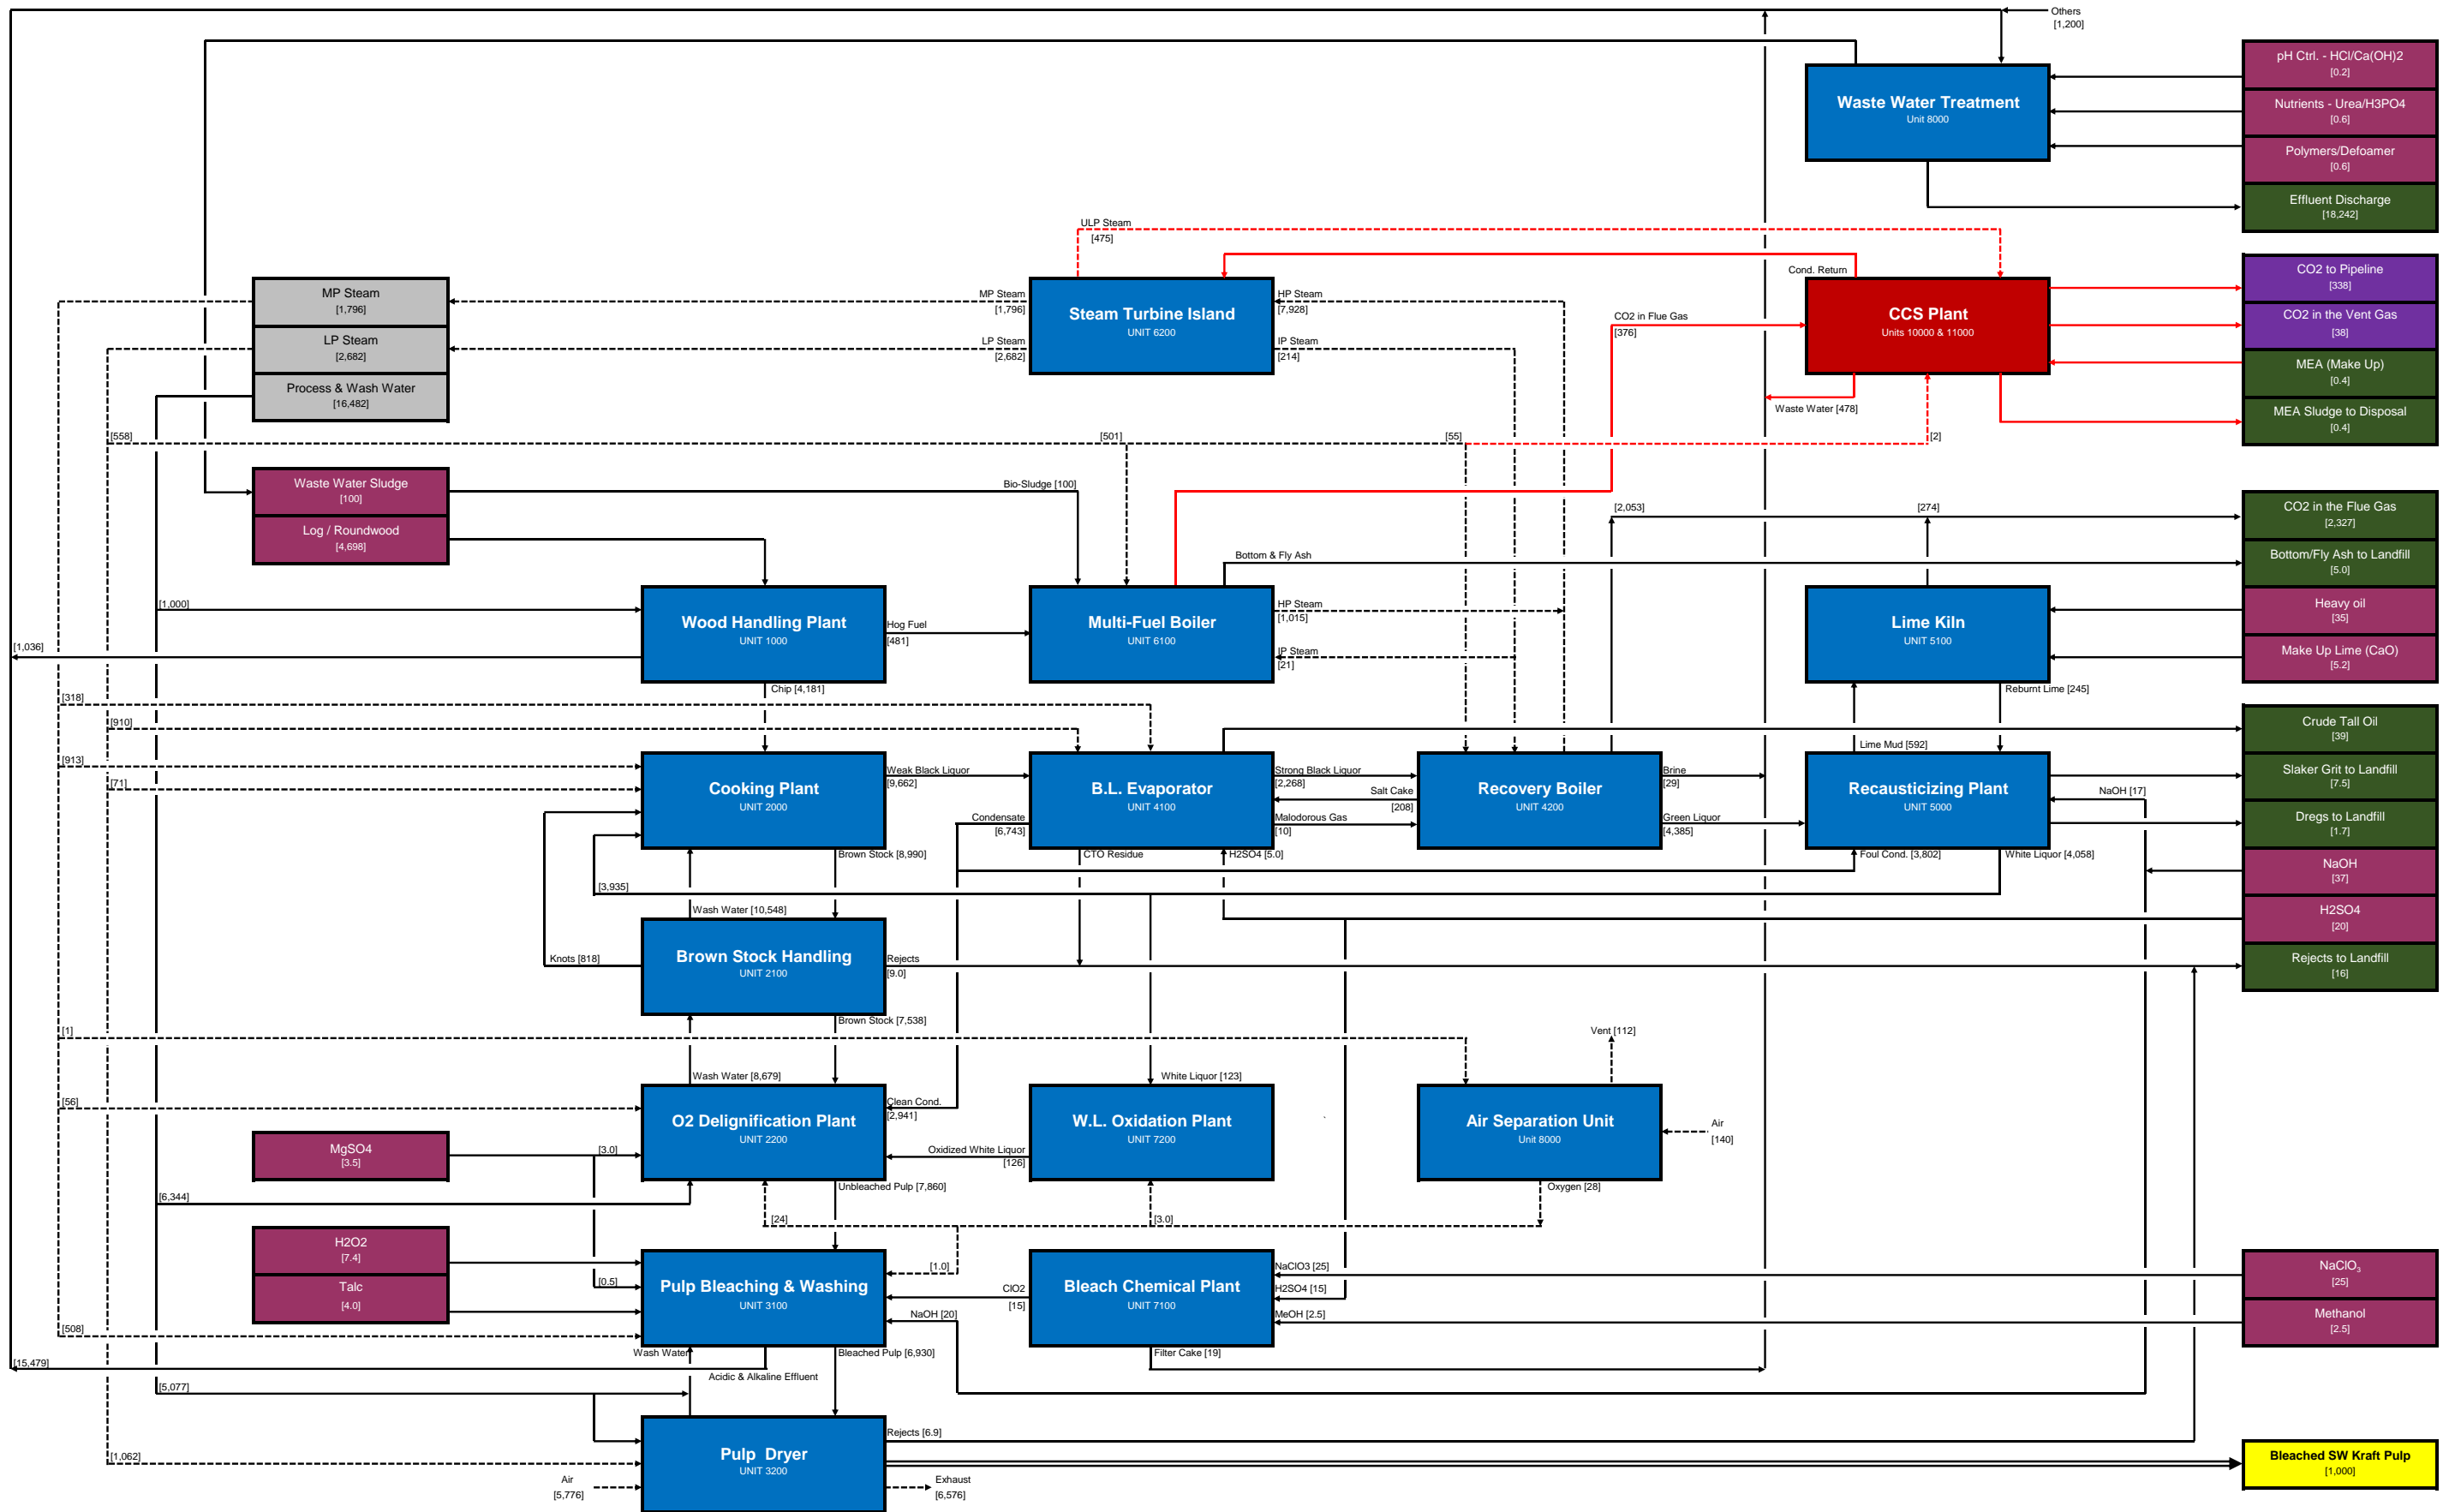 Others
[1,200]
pH Ctrl. - HCl/Ca(OH)2
[0.2]
Waste Water Treatment
Unit 8000
Nutrients - Urea/H3PO4
[0.6]
Polymers/Defoamer
[0.6]
Effluent Discharge
[18,242]
ULP Steam
[475]
Cond. Return
MP Steam
[1,796]
MP Steam
[1,796]
Steam Turbine Island
UNIT 6200
HP Steam
[7,928]
CO2 in Flue Gas
[376]
CCS Plant
Units 10000 & 11000
CO2 to Pipeline
[338]
CO2 in the Vent Gas
[38]
LP Steam
[2,682]
LP Steam
[2,682]
IP Steam
[214]
MEA (Make Up)
[0.4]
Process & Wash Water
[16,482]
Waste Water [478]
MEA Sludge to Disposal
[0.4]
[558]
[501]
[55]
[2]
Waste Water Sludge
[100]
Bio-Sludge [100]
Log / Roundwood
[4,698]
[2,053]
[274]
CO2 in the Flue Gas
[2,327]
Bottom & Fly Ash
Bottom/Fly Ash to Landfill
[5.0]
[1,000]
Wood Handling Plant
UNIT 1000
Hog Fuel
[481]
Multi-Fuel Boiler
UNIT 6100
HP Steam
[1,015]
IP Steam
[21]
Lime Kiln
UNIT 5100
Heavy oil
[35]
Make Up Lime (CaO)
[5.2]
[1,036]
Chip [4,181]
Reburnt Lime [245]
[318]
[910]
Crude Tall Oil
[39]
Lime Mud [592]
[913]
[71]
Cooking Plant
UNIT 2000
Weak Black Liquor
[9,662]
B.L. Evaporator
UNIT 4100
Strong Black Liquor
[2,268]
Salt Cake
[208]
Recovery Boiler
UNIT 4200
Brine
[29]
Recausticizing Plant
UNIT 5000
Slaker Grit to Landfill
[7.5]
NaOH [17]
Condensate
[6,743]
Malodorous Gas
[10]
Green Liquor
[4,385]
Dregs to Landfill
[1.7]
Brown Stock [8,990]
CTO Residue
H2SO4 [5.0]
Foul Cond. [3,802]
White Liquor [4,058]
NaOH
[37]
[3,935]
Wash Water [10,548]
H2SO4
[20]
Knots [818]
Brown Stock Handling
UNIT 2100
Rejects
[9.0]
Rejects to Landfill
[16]
Brown Stock [7,538]
[1]
Vent [112]
Wash Water [8,679]
White Liquor [123]
[56]
O2 Delignification Plant
UNIT 2200
Clean Cond.
[2,941]
W.L. Oxidation Plant
UNIT 7200
Air Separation Unit
Unit 8000
Air
[140]
MgSO4
[3.5]
[3.0]
Oxidized White Liquor
[126]
Unbleached Pulp [7,860]
Oxygen [28]
[6,344]
[24]
[3.0]
H2O2
[7.4]
[1.0]
Talc
[4.0]
[0.5]
Pulp Bleaching & Washing
UNIT 3100
ClO2
[15]
NaOH [20]
Bleach Chemical Plant
UNIT 7100
NaClO3 [25]
H2SO4 [15]
MeOH [2.5]
NaClO₃
[25]
Methanol
[2.5]
[508]
Wash Water
Bleached Pulp [6,930]
Filter Cake [19]
[15,479]
Acidic & Alkaline Effluent
[5,077]
Rejects [6.9]
[1,062]
Pulp Dryer
UNIT 3200
Bleached SW Kraft Pulp
[1,000]
Air
[5,776]
Exhaust
[6,576]